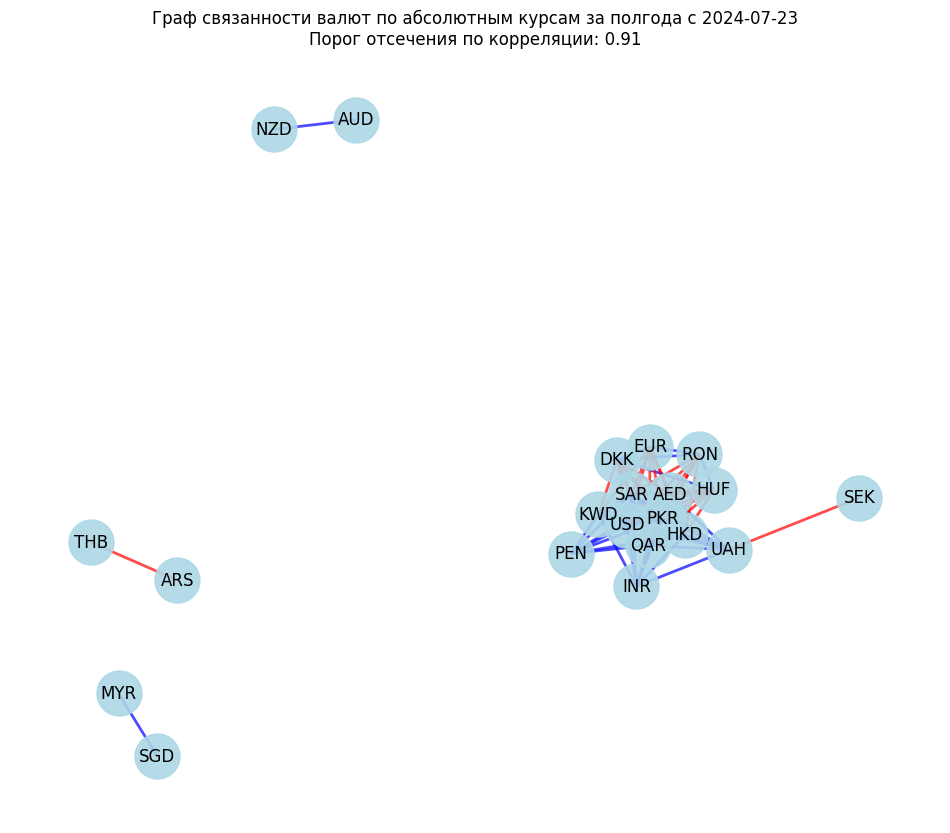 Граф связанности валют по абсолютным курсам за полгода с 2024-07-23
Порог отсечения по корреляции: 0.91
NZD
AUD
EUR
RON
DKK
HUF
SAR
AED
SEK
KWD
PKR
USD
HKD
THB
QAR
UAH
PEN
ARS
INR
MYR
SGD